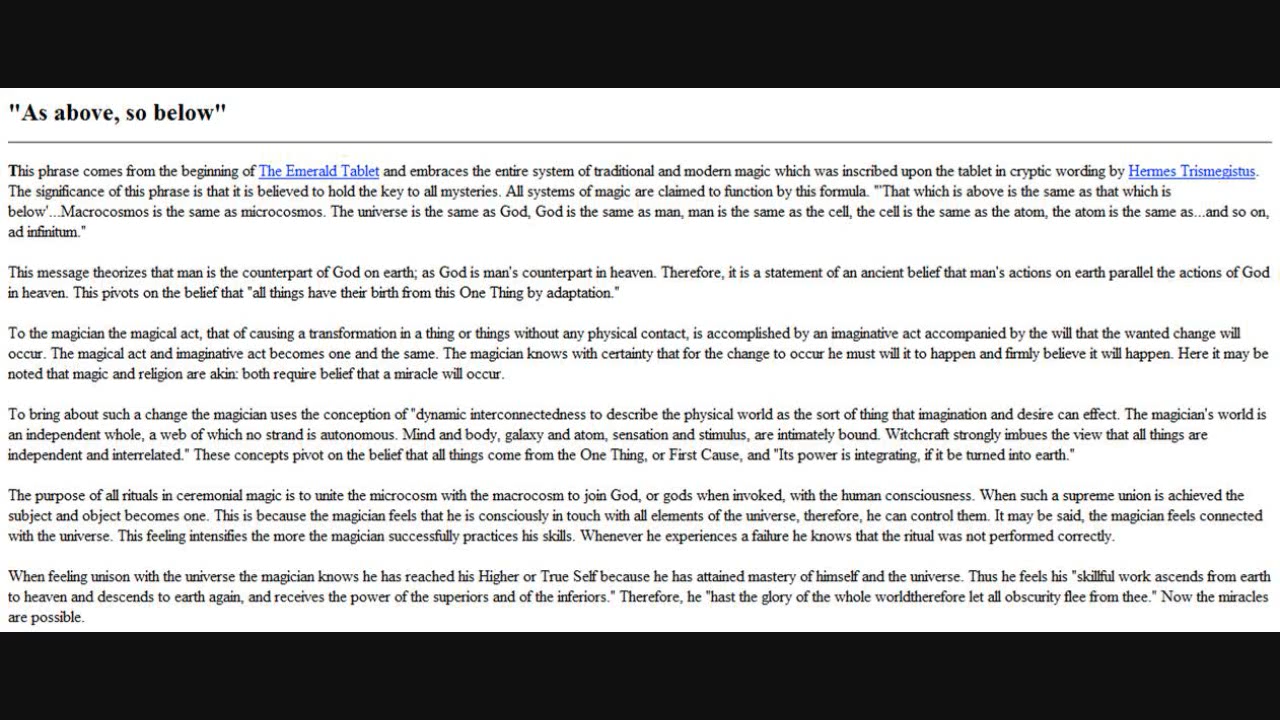 "As above, so below"
This phrase comes from the beginning of The Emerald Tablet and embraces the entire system of traditional and modern magic which was inscribed upon the tablet in cryptic wording by Hermes Trismegistus.
The significance of this phrase is that it is believed to hold the key to all mysteries. All systems of magic are claimed to function by this formula. "'That which is above is the same as that which is
below'...Macrocosmos is the same as microcosmos. The universe is the same as God, God is the same as man, man is the same as the cell, the cell is the same as the atom, the atom is the same as...and so on,
ad infinitum."
This message theorizes that man is the counterpart of God on earth; as God is man's counterpart in heaven. Therefore, it is a statement of an ancient belief that man's actions on earth parallel the actions of God
in heaven. This pivots on the belief that "all things have their birth from this One Thing by adaptation."
To the magician the magical act, that of causing a transformation in a thing or things without any physical contact, is accomplished by an imaginative act accompanied by the will that the wanted change will
occur. The magical act and imaginative act becomes one and the same. The magician knows with certainty that for the change to occur he must will it to happen and firmly believe it will happen. Here it may be
noted that magic and religion are akin: both require belief that a miracle will occur.
To bring about such a change the magician uses the conception of "dynamic interconnectedness to describe the physical world as the sort of thing that imagination and desire can effect. The magician's world is
an independent whole, a web of which no strand is autonomous. Mind and body, galaxy and atom, sensation and stimulus, are intimately bound. Witchcraft strongly imbues the view that all things are
independent and interrelated." These concepts pivot on the belief that all things come from the One Thing, or First Cause, and "Its power is integrating, if it be turned into earth."
The purpose of all rituals in ceremonial magic is to unite the microcosm with the macrocosm to join God, or gods when invoked, with the human consciousness. When such a supreme union is achieved the
subject and object becomes one. This is because the magician feels that he is consciously in touch with all elements of the universe, therefore, he can control them. It may be said, the magician feels connected
with the universe. This feeling intensifies the more the magician successfully practices his skills. Whenever he experiences a failure he knows that the ritual was not performed correctly.
When feeling unison with the universe the magician knows he has reached his Higher or True Self because he has attained mastery of himself and the universe. Thus he feels his "skillful work ascends from earth
to heaven and descends to earth again, and receives the power of the superiors and of the inferiors." Therefore, he "hast the glory of the whole worldtherefore let all obscurity flee from thee." Now the miracles
are possible.